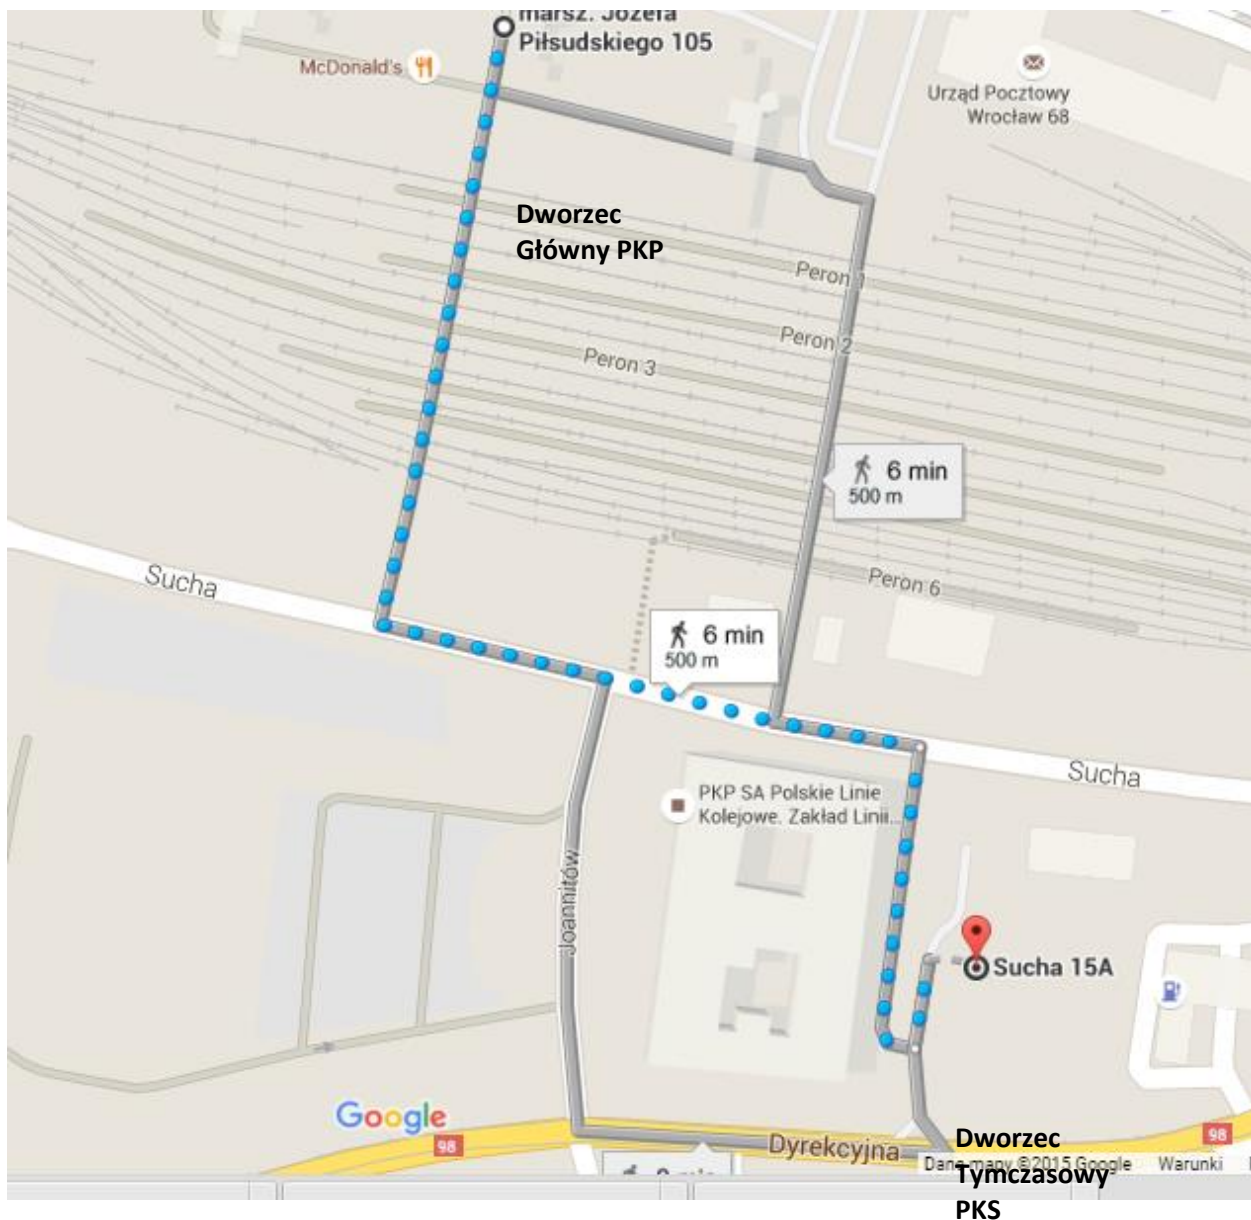 marsz. Józefa
Piłsudskiego 105
McDonald's
Urząd Pocztowy
Wrocław 68
Dworzec
Główny PKP
Peron 1
Peron 2
Peron 3
6 min
500 m
Sucha
Peron 6
6 min
500 m
Sucha
PKP SA Polskie Linie
Kolejowe. Zakład Linii...
Joannitów
Sucha 15A
Google
98
98
Dyrekcyjna
Dworzec
Tymczasowy
PKS
Dane mapy ©2015 Google
Warunki